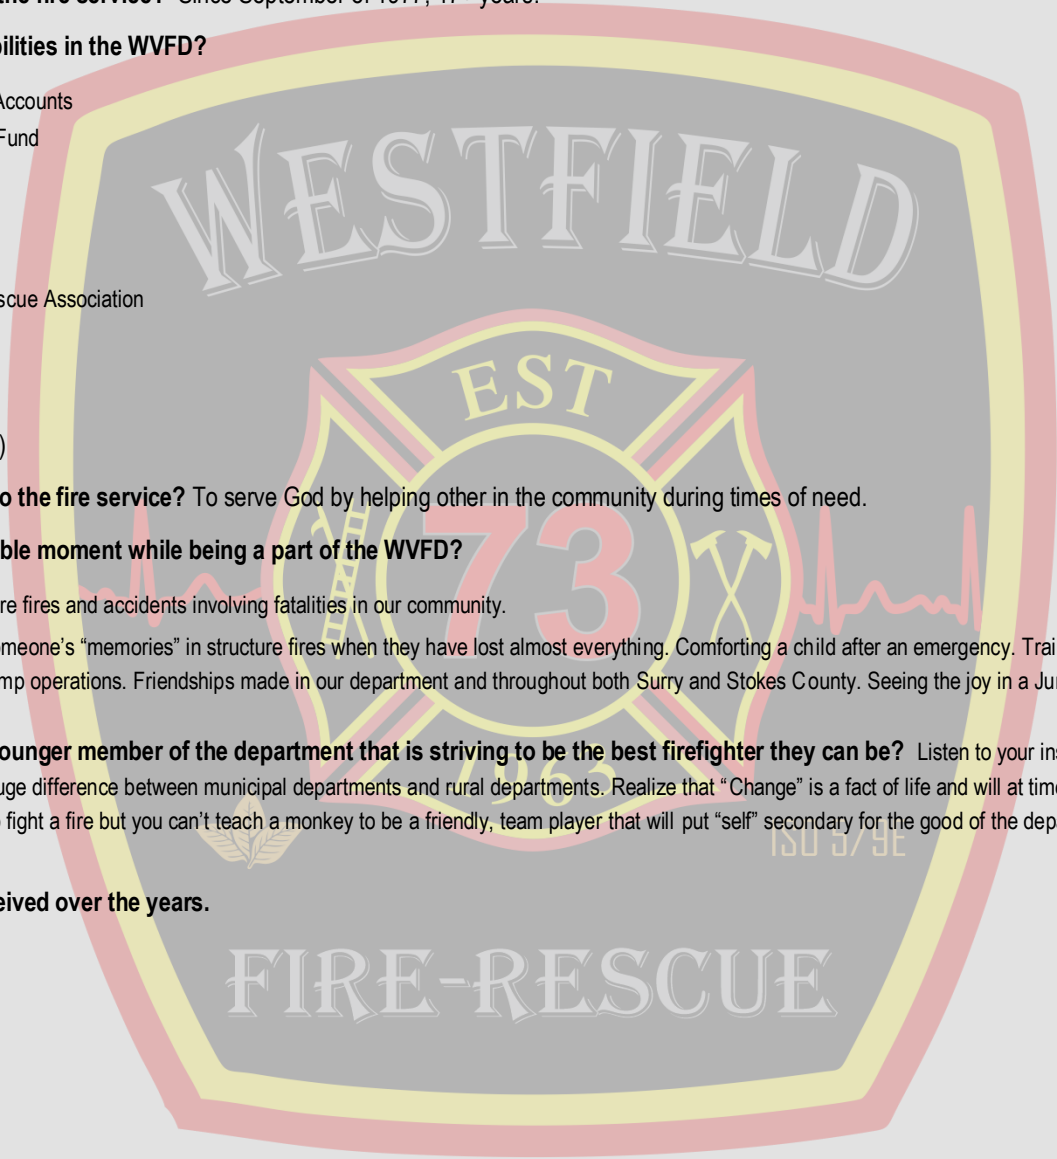 the fire service? Since September of 1977, 47+ years.
bilities in the WVFD?
Accounts
Fund
WESTFIELD
scue Association
EST
)
o the fire service? To serve God by helping other in the community during times of need.
ble moment while being a part of the WVFD?
73
re fires and accidents involving fatalities in our community.
meone's “memories” in structure fires when they have lost almost everything. Comforting a child after an emergency. Trai
mp operations. Friendships made in our department and throughout both Surry and Stokes County. Seeing the joy in a Ju
ounger member of the department that is striving to be the best firefighter they can be? Listen to your ins
uge difference between municipal departments and rural departments. Realize that “Change” is a fact of life and will at time
1963
fight a fire but you can't teach a monkey to be a friendly, team player that will put “self” secondary for the good of the dep
ISO 5/9E
eived over the years.
FIRE-RESCUE